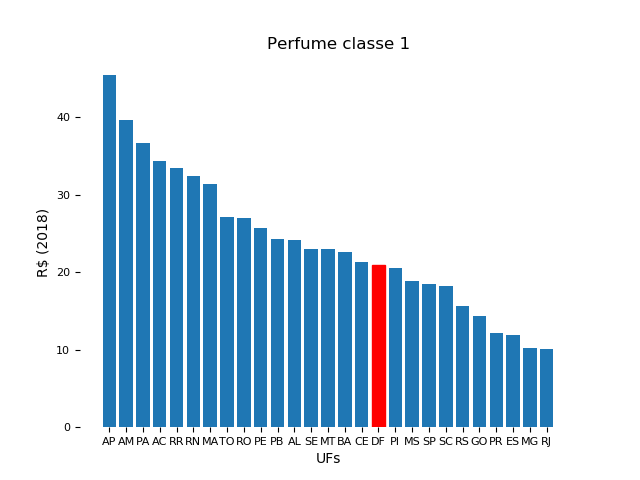 Perfume classe 1
R$ (2018)
40
30
20
10
0
AP AM PA AC RR RN MA TO RO PE PB AL SE MT BA CE DF PI MS SP SC RS GO PR ES MG RJ
UFs